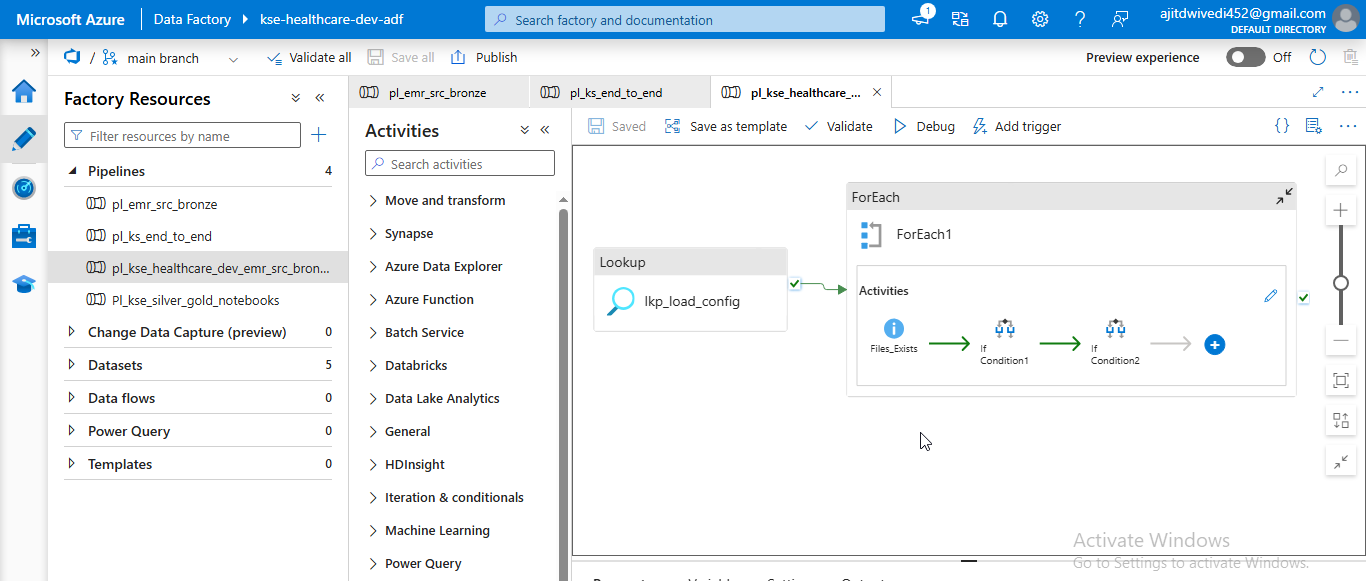 Microsoft Azure
Data Factory
kse-healthcare-dev-adf
Search factory and documentation
1
ajitdwivedi452@gmail.com
DEFAULT DIRECTORY
/ main branch
Validate all
Save all
Publish
Preview experience
Off
Factory Resources
Filter resources by name
Pipelines 4
pl_emr_src_bronze
pl_ks_end_to_end
pl_kse_healthcare_dev_emr_src_bron...
Pl_kse_silver_gold_notebooks
Change Data Capture (preview) 0
Datasets 5
Data flows 0
Power Query 0
Templates 0
pl_emr_src_bronze
pl_ks_end_to_end
pl_kse_healthcare_...
Activities
Search activities
Move and transform
Synapse
Azure Data Explorer
Azure Function
Batch Service
Databricks
Data Lake Analytics
General
HDInsight
Iteration & conditionals
Machine Learning
Power Query
Saved
Save as template
Validate
Debug
Add trigger
{}
Lookup
lkp_load_config
ForEach
ForEach1
Activities
Files_Exists
If
Condition1
If
Condition2
Activate Windows
Go to Settings to activate Windows.